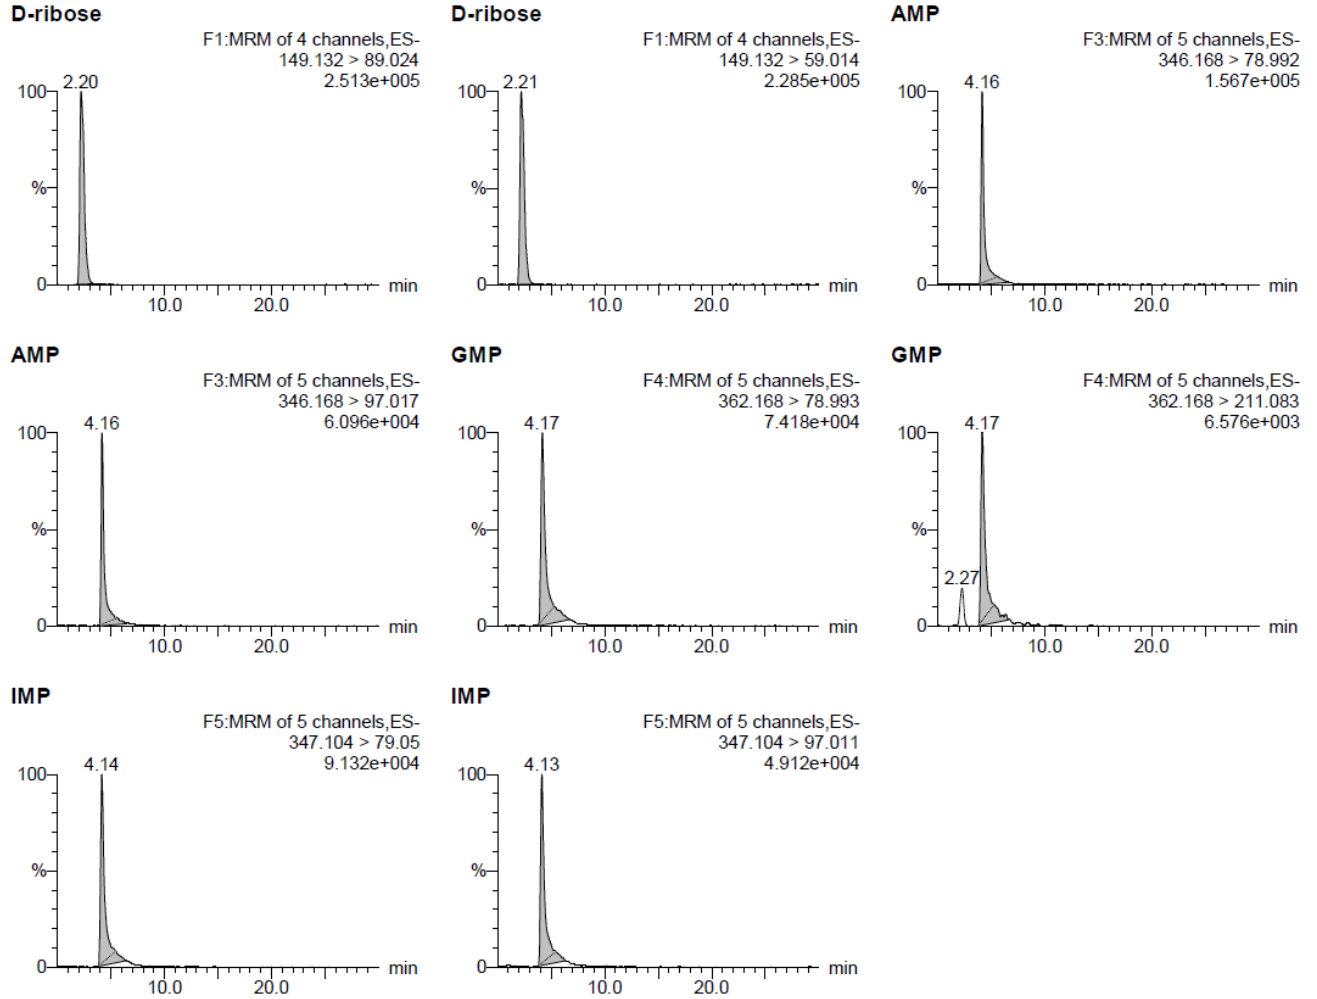 D-ribose
F1:MRM of 4 channels,ES-
149.132 > 89.024
2.513e+005
100
2.20
%
0
10.0
20.0
min
D-ribose
F1:MRM of 4 channels,ES-
149.132 > 59.014
2.285e+005
100
2.21
%
0
10.0
20.0
min
AMP
F3:MRM of 5 channels,ES-
346.168 > 78.992
1.567e+005
100
4.16
%
0
10.0
20.0
min
AMP
F3:MRM of 5 channels,ES-
346.168 > 97.017
6.096e+004
100
4.16
%
0
10.0
20.0
min
GMP
F4:MRM of 5 channels,ES-
362.168 > 78.993
7.418e+004
100
4.17
%
0
10.0
20.0
min
GMP
F4:MRM of 5 channels,ES-
362.168 > 211.083
6.576e+003
100
4.17
%
2.27
0
10.0
20.0
min
IMP
F5:MRM of 5 channels,ES-
347.104 > 79.05
9.132e+004
100
4.14
%
0
10.0
20.0
min
IMP
F5:MRM of 5 channels,ES-
347.104 > 97.011
4.912e+004
100
4.13
%
0
10.0
20.0
min